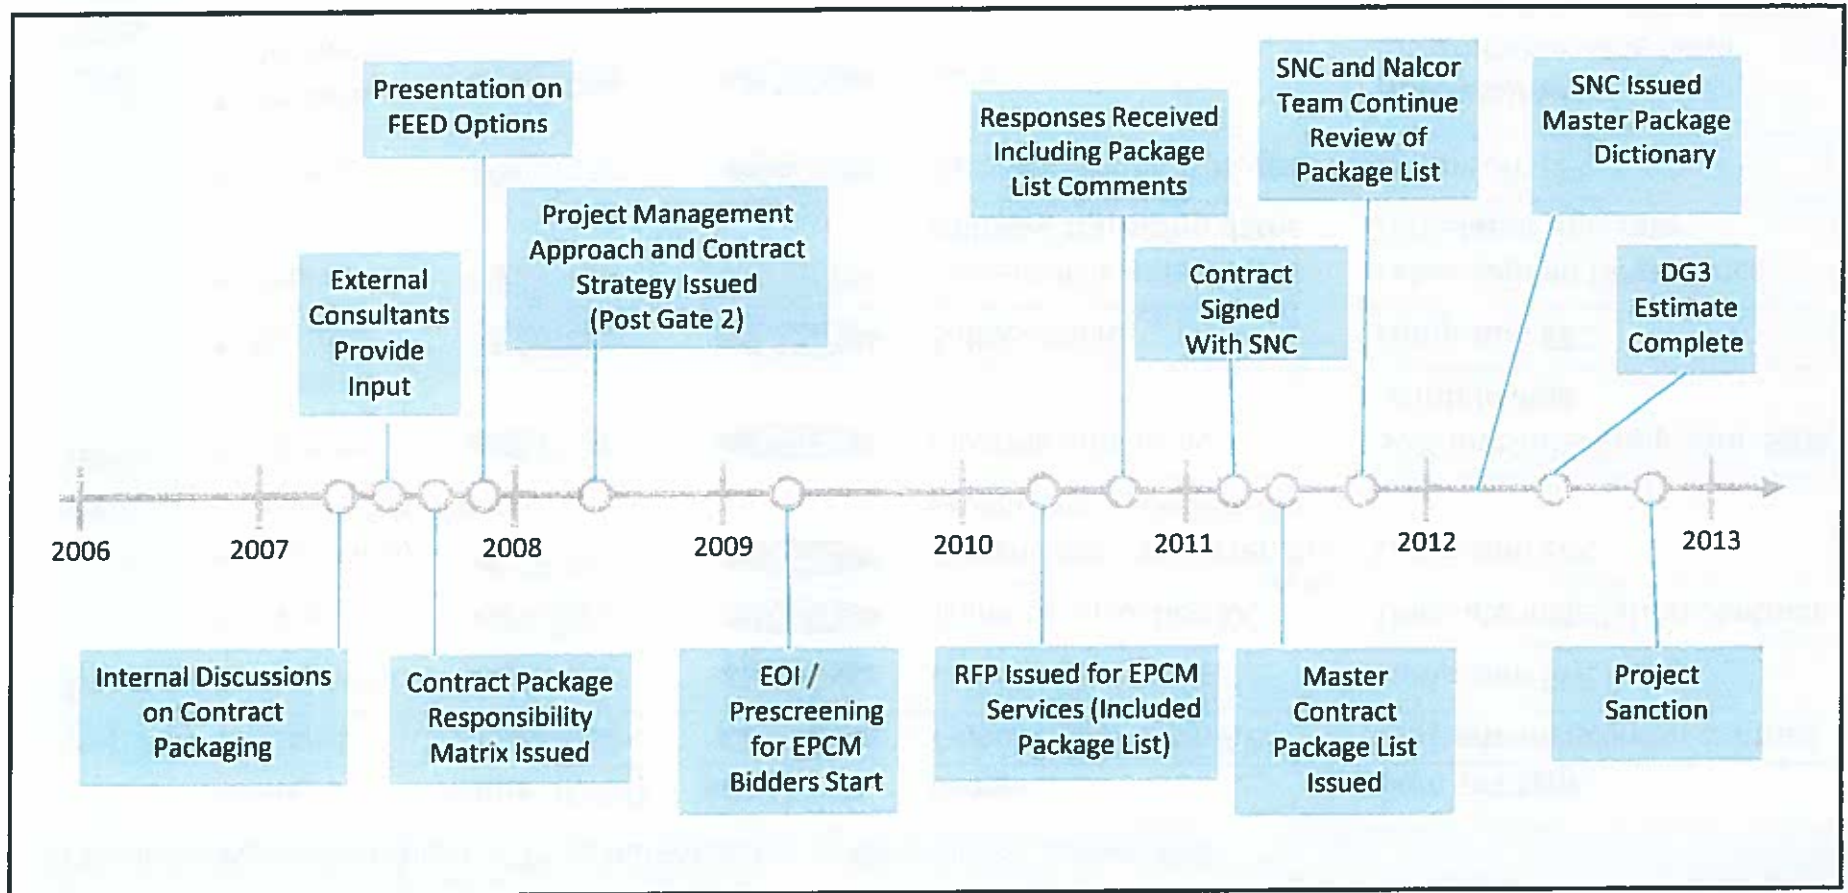 Presentation on
FEED Options
External
Consultants
Provide
Input
Project Management
Approach and Contract
Strategy Issued
(Post Gate 2)
Responses Received
Including Package
List Comments
Contract
Signed
With SNC
SNC and Nalcor
Team Continue
Review of
Package List
SNC Issued
Master Package
Dictionary
DG3
Estimate
Complete
2006
2007
2008
2009
2010
2011
2012
2013
Internal Discussions
on Contract
Packaging
Contract Package
Responsibility
Matrix Issued
EOI /
Prescreening
for EPCM
Bidders Start
RFP Issued for EPCM
Services (Included
Package List)
Master
Contract
Package List
Issued
Project
Sanction